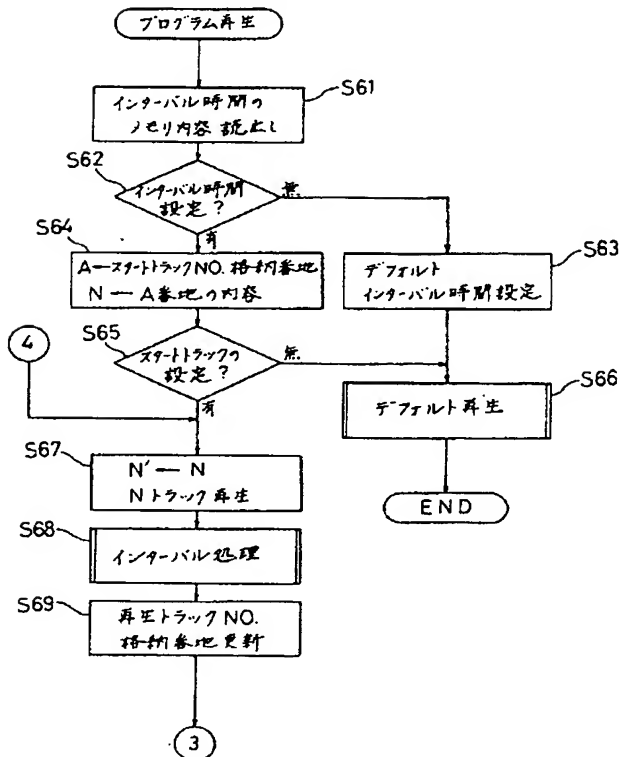 プログラム再生
S61
インターバル時間の
メモリ内容読出し
S62
インターバル時間
設定?
無
有
S64
A←スタートトラックNO.格納番地
N ← A番地の内容
S63
デフォルト
インターバル時間設定
S65
スタートトラックの
設定?
無
有
4
S66
デフォルト再生
END
S67
N' ← N
Nトラック再生
S68
インターバル処理
S69
再生トラックNO.
格納番地更新
3